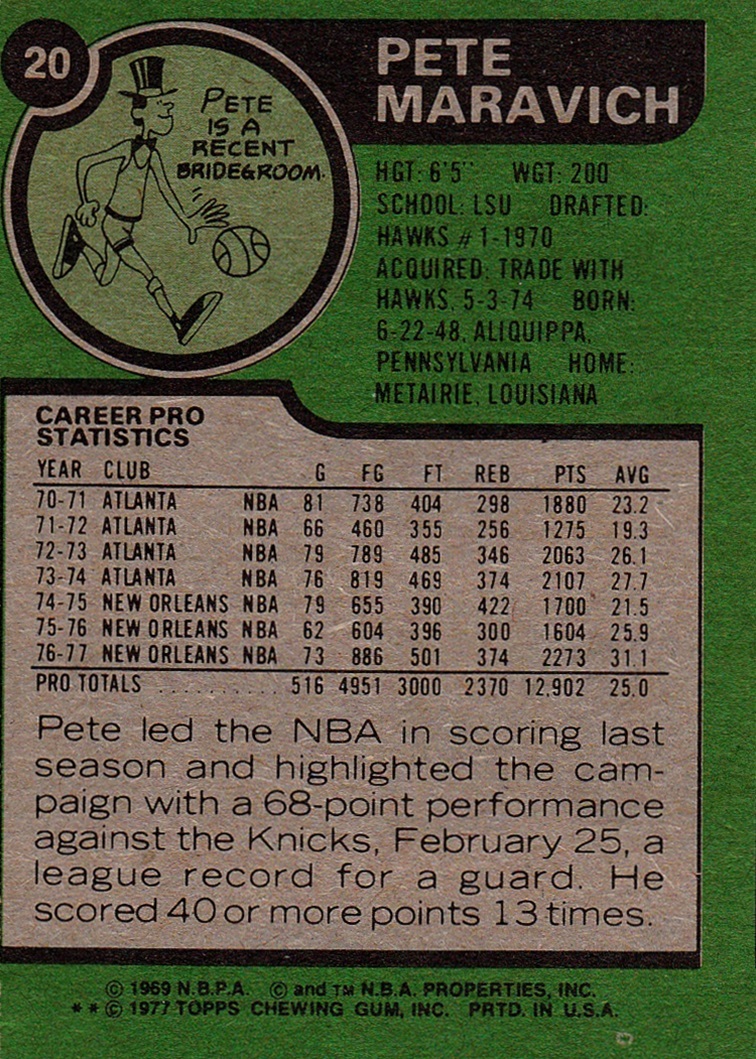 20
PETE
MARAVICH
PETE
IS A
RECENT
BRIDEGROOM.
HGT: 6'5" WGT: 200
SCHOOL: LSU DRAFTED:
HAWKS #1-1970
ACQUIRED: TRADE WITH
HAWKS, 5-3-74 BORN:
6-22-48, ALIQUIPPA,
PENNSYLVANIA HOME:
METAIRIE, LOUISIANA
CAREER PRO
STATISTICS
YEAR CLUB G FG FT REB PTS AVG
70-71 ATLANTA NBA 81 738 404 298 1880 23.2
71-72 ATLANTA NBA 66 460 355 256 1275 19.3
72-73 ATLANTA NBA 79 789 485 346 2063 26.1
73-74 ATLANTA NBA 76 819 469 374 2107 27.7
74-75 NEW ORLEANS NBA 79 655 390 422 1700 21.5
75-76 NEW ORLEANS NBA 62 604 396 300 1604 25.9
76-77 NEW ORLEANS NBA 73 886 501 374 2273 31.1
PRO TOTALS .......... 516 4951 3000 2370 12,902 25.0
Pete led the NBA in scoring last
season and highlighted the cam-
paign with a 68-point performance
against the Knicks, February 25, a
league record for a guard. He
scored 40 or more points 13 times.
© 1969 N.B.P.A. © and TM N.B.A. PROPERTIES, INC.
**© 1977 TOPPS CHEWING GUM, INC. PRTD. IN U.S.A.